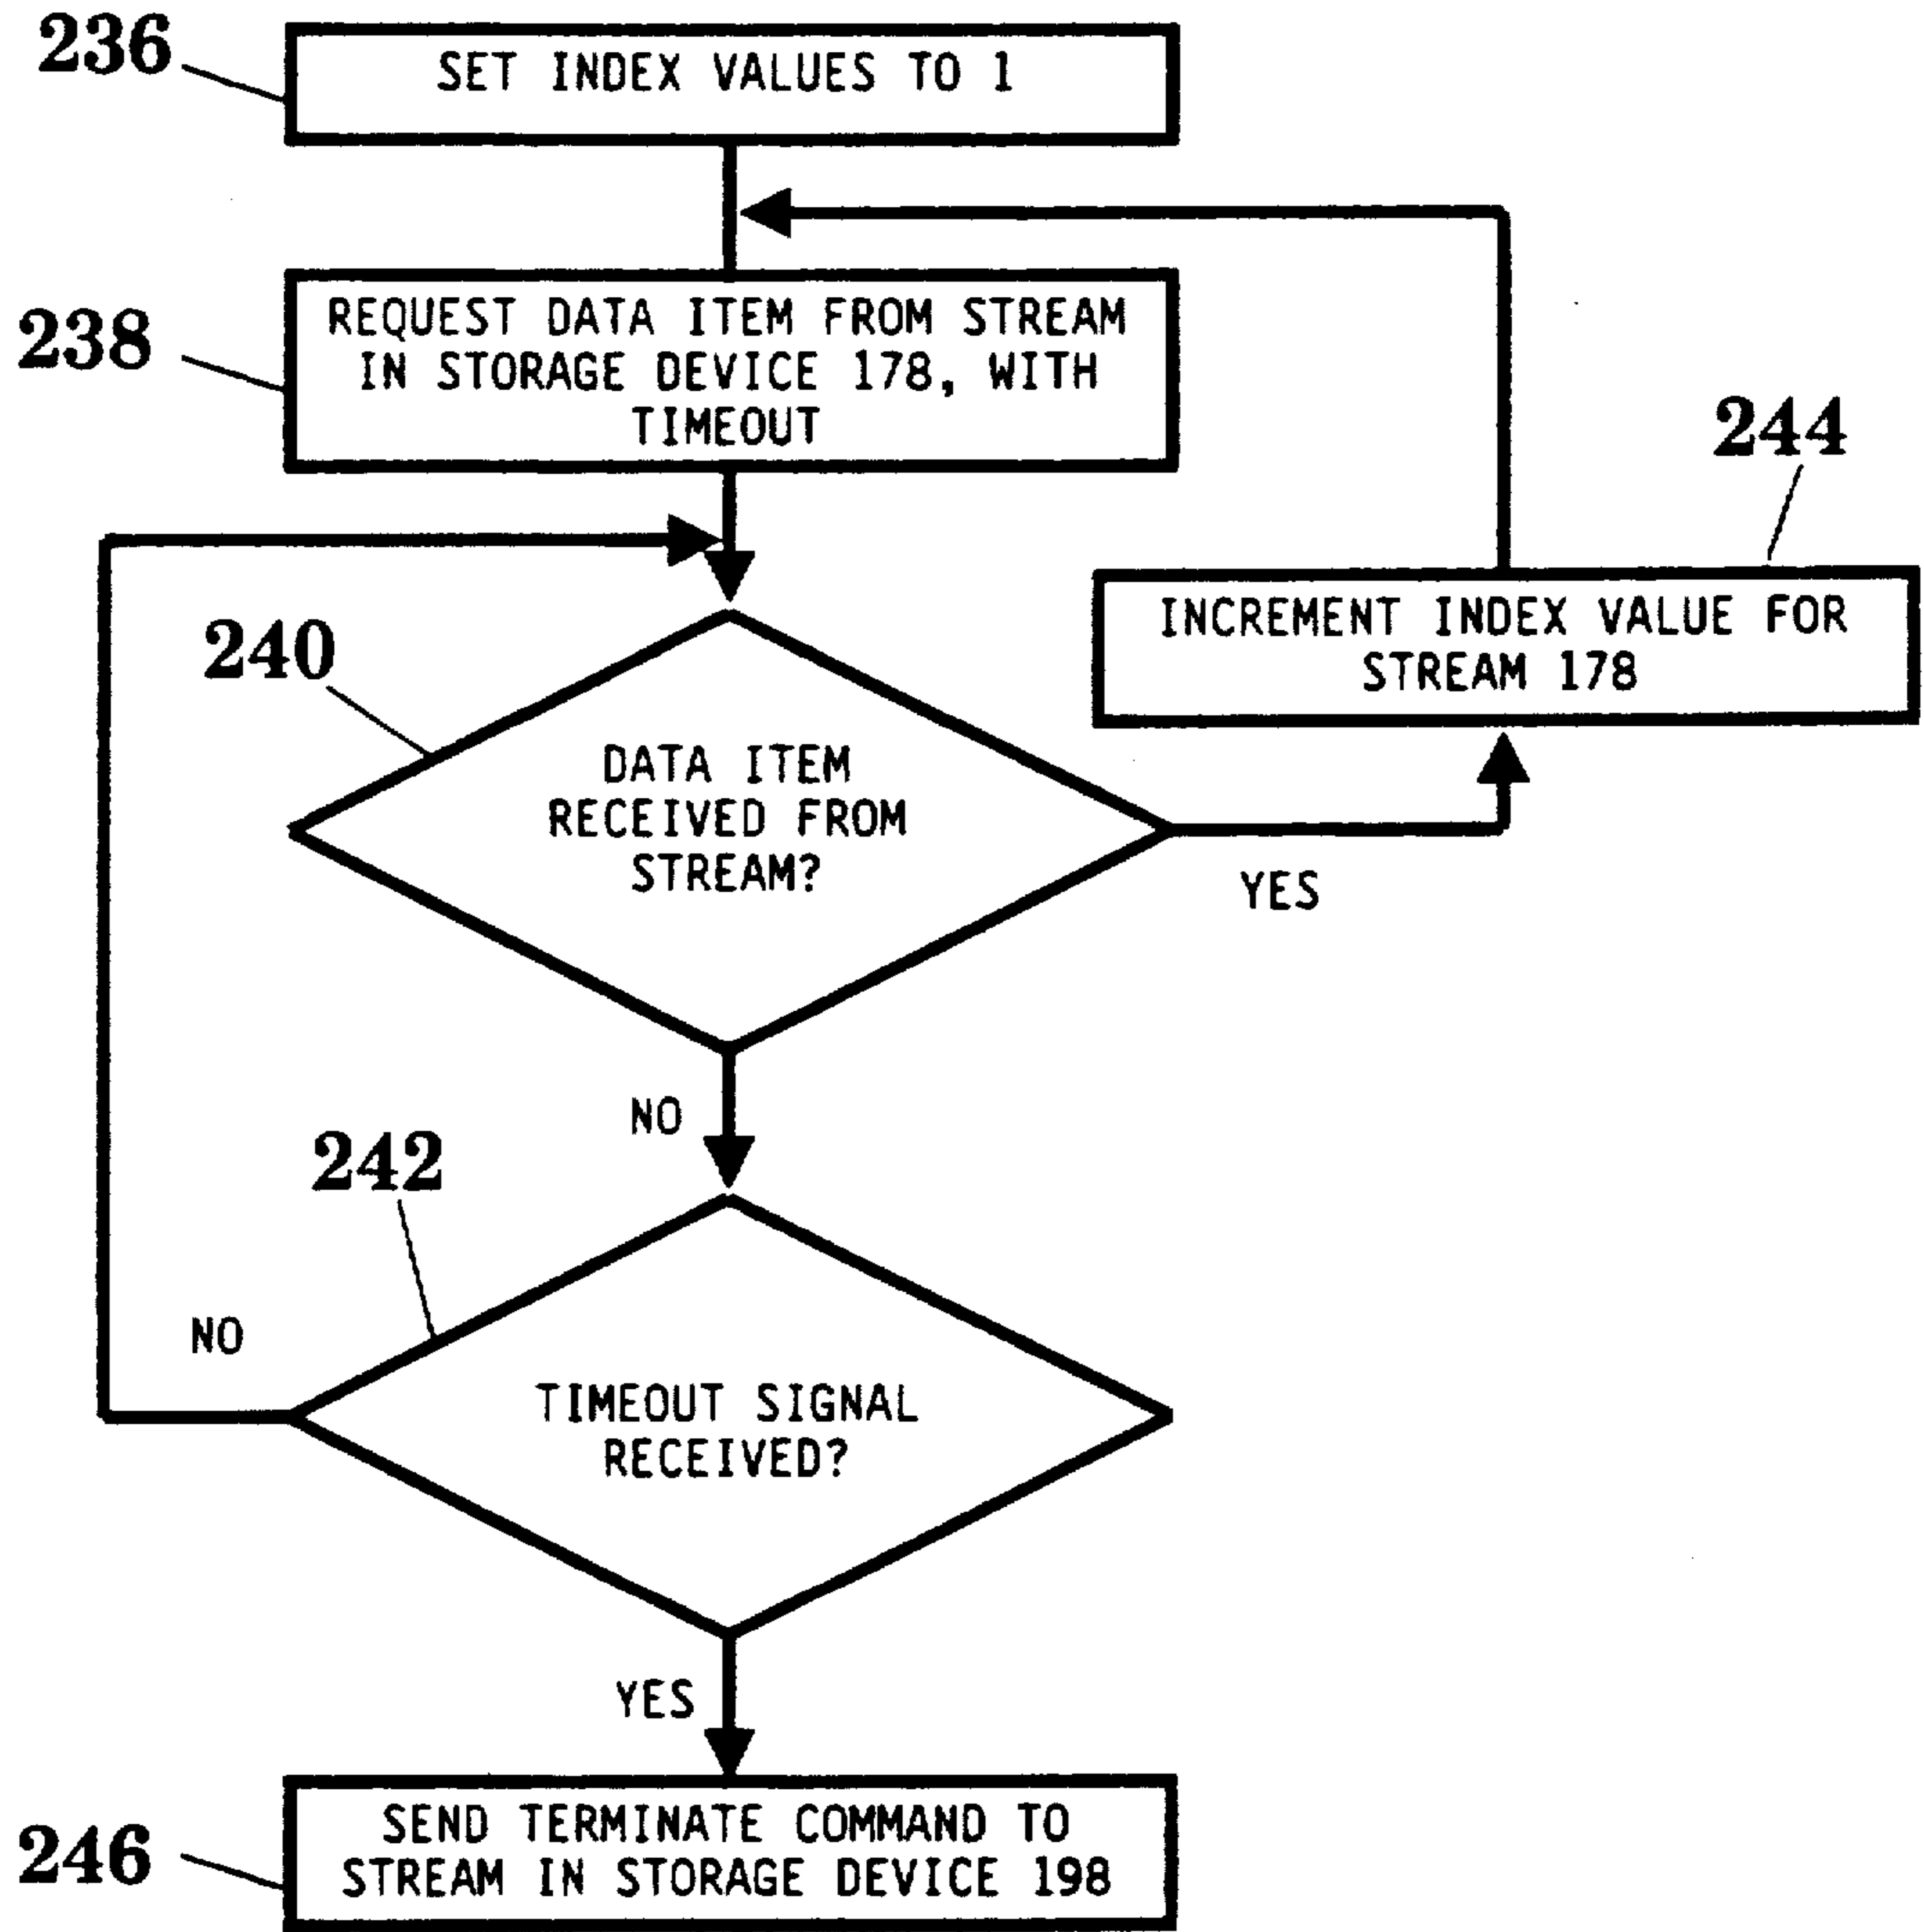 236
SET INDEX VALUES TO 1
238
REQUEST DATA ITEM FROM STREAM
IN STORAGE DEVICE 178, WITH
TIMEOUT
244
INCREMENT INDEX VALUE FOR
STREAM 178
240
DATA ITEM
RECEIVED FROM
STREAM?
YES
NO
242
NO
TIMEOUT SIGNAL
RECEIVED?
YES
246
SEND TERMINATE COMMAND TO
STREAM IN STORAGE DEVICE 198